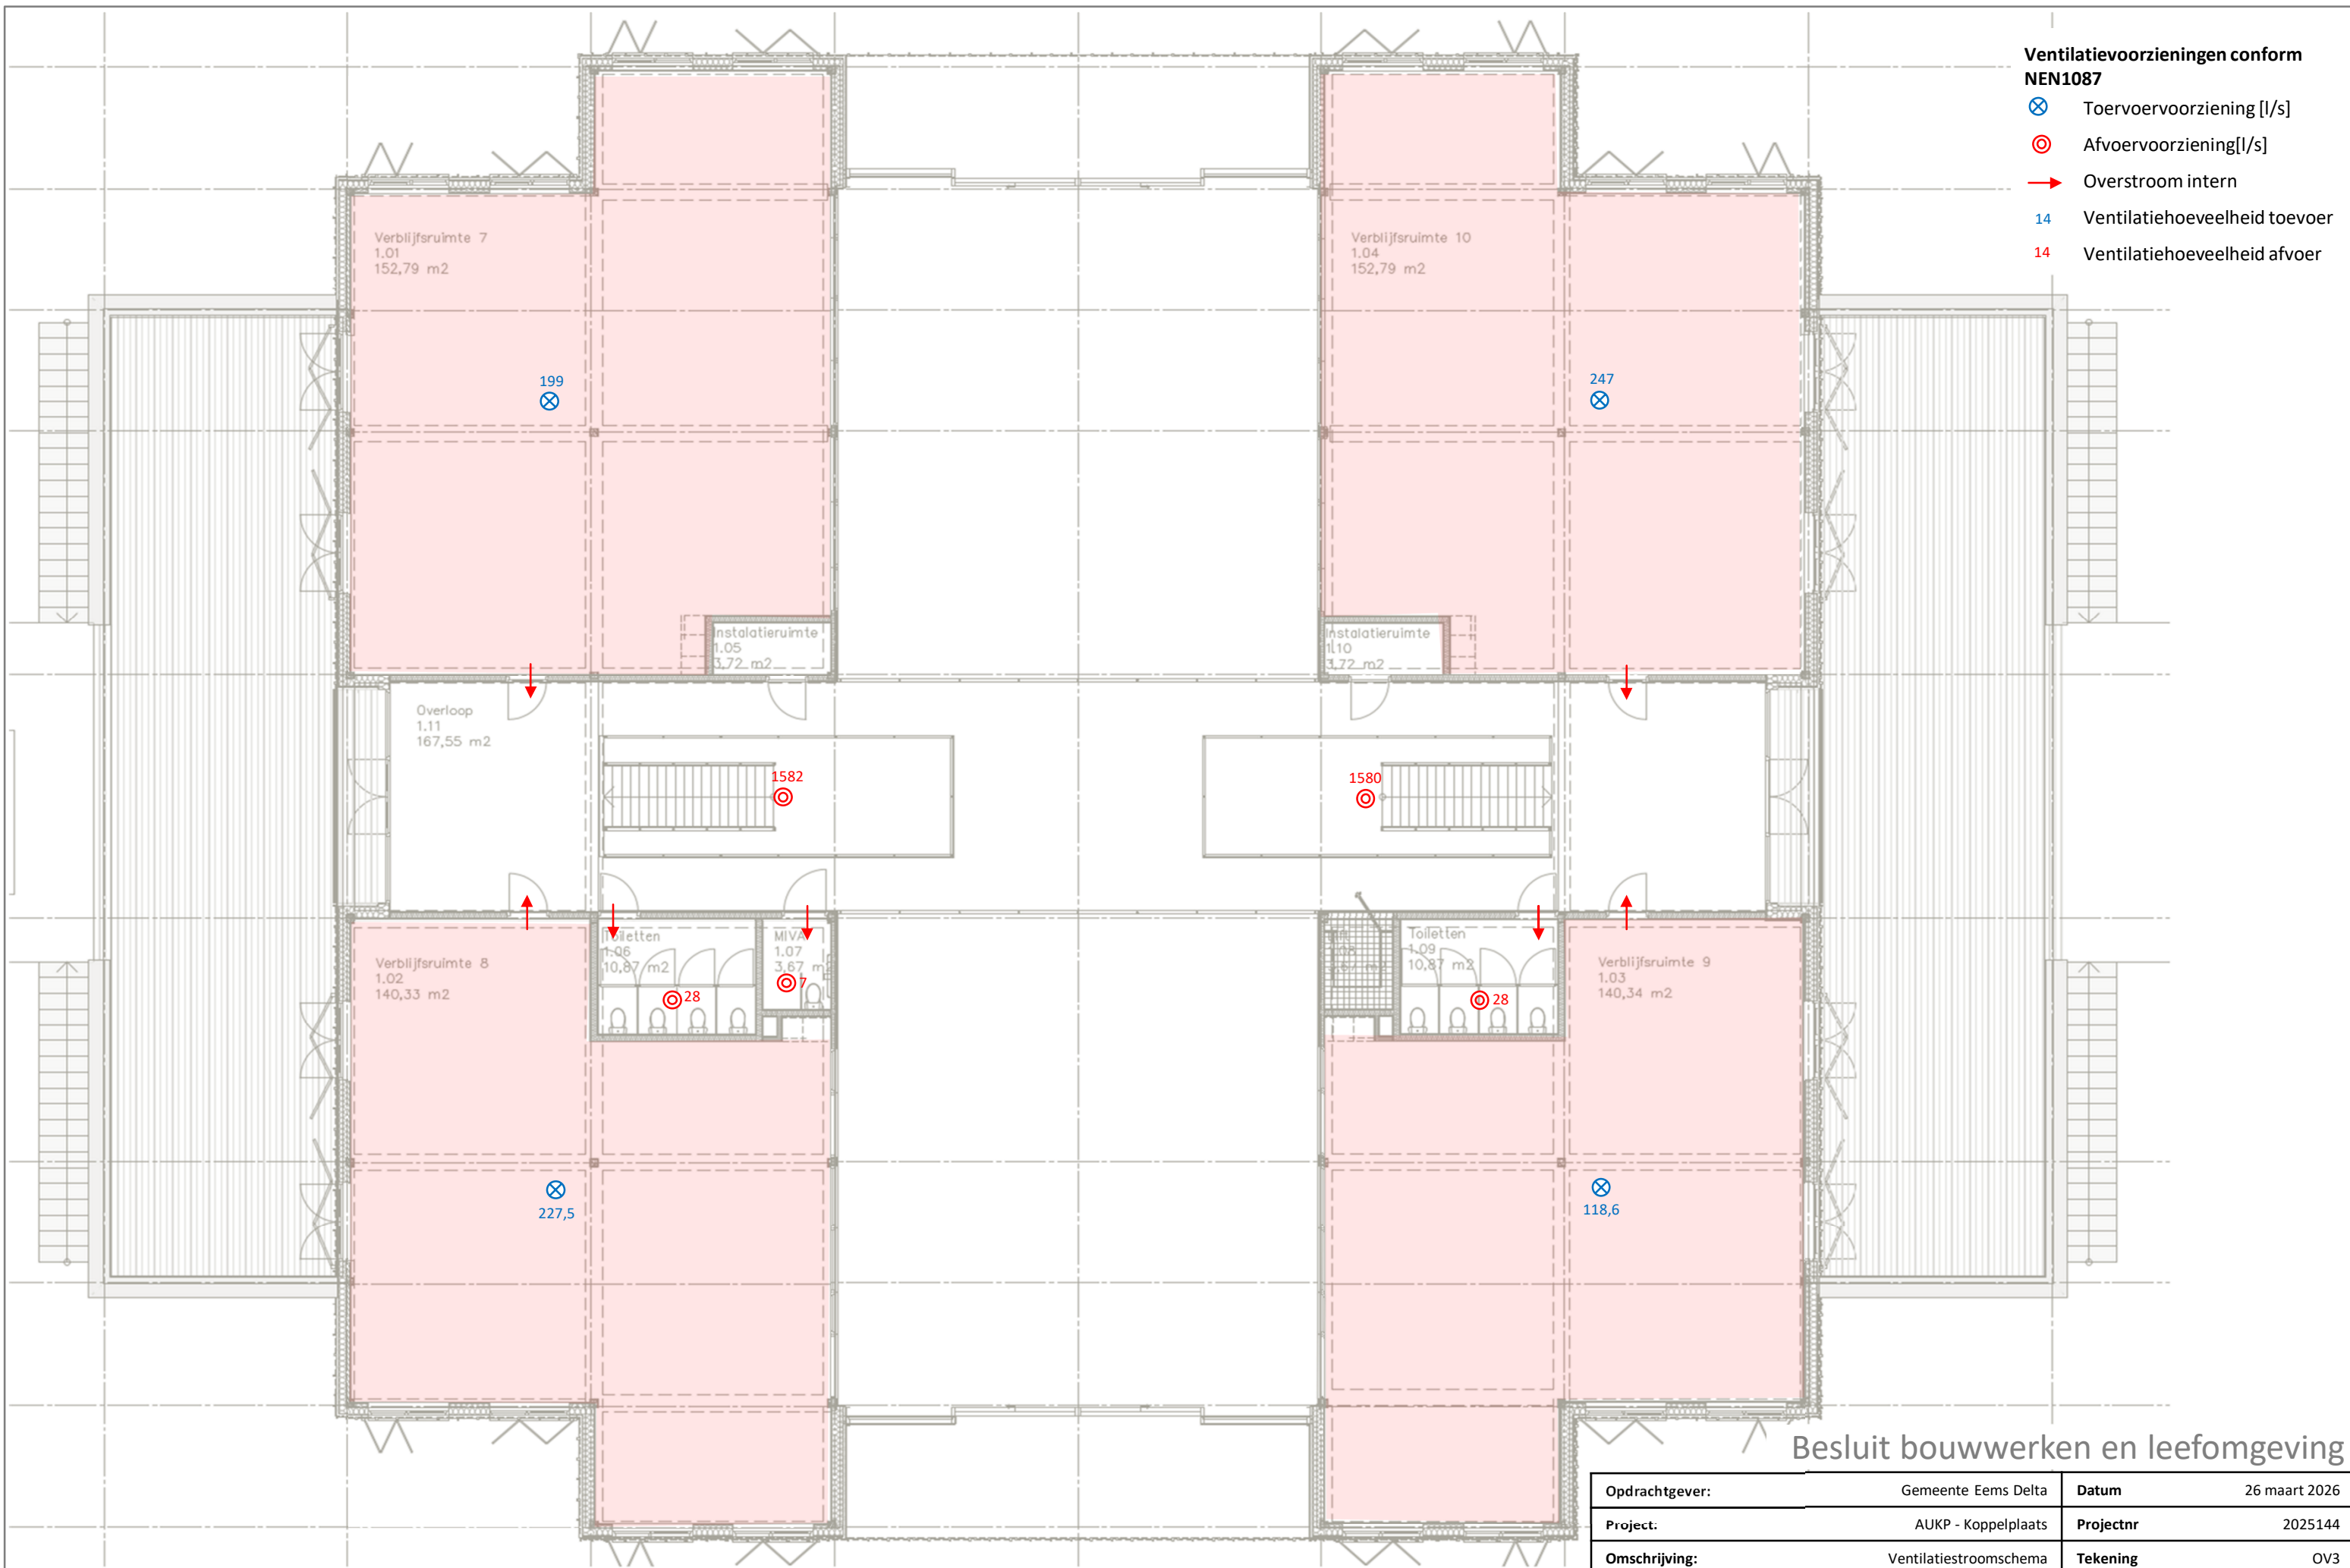 Ventilatievoorzieningen conform
NEN1087
Toervoervoorziening [l/s]
Afvoervoorziening[l/s]
Overstroom intern
14 Ventilatiehoeveelheid toevoer
14 Ventilatiehoeveelheid afvoer
Verblijfsruimte 7
1.01
152,79 m2
Verblijfsruimte 10
1.04
152,79 m2
199
247
Instalatieruimte
1.05
3,72 m2
Instalatieruimte
1.10
3,72 m2
Overloop
1.11
167,55 m2
1582
1580
Toiletten
1.06
10,87 m2
28
MIVA
1.07
3,67 m2
7
Toiletten
1.09
10,87 m2
28
Verblijfsruimte 8
1.02
140,33 m2
Verblijfsruimte 9
1.03
140,34 m2
227,5
118,6
Besluit bouwwerken en leefomgeving
Opdrachtgever: Gemeente Eems Delta Datum 26 maart 2026
Project: AUKP - Koppelplaats Projectnr 2025144
Omschrijving: Ventilatiestroomschema Tekening OV3